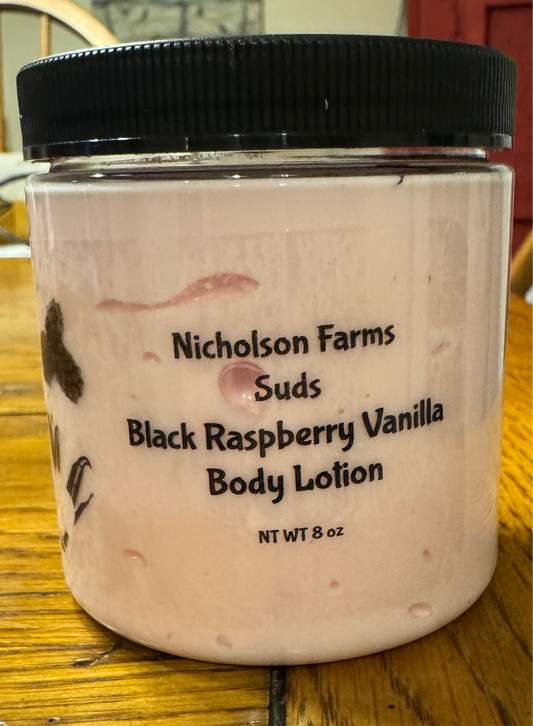 Nicholson Farms
Suds
Black Raspberry Vanilla
Body Lotion
NT WT 8 oz